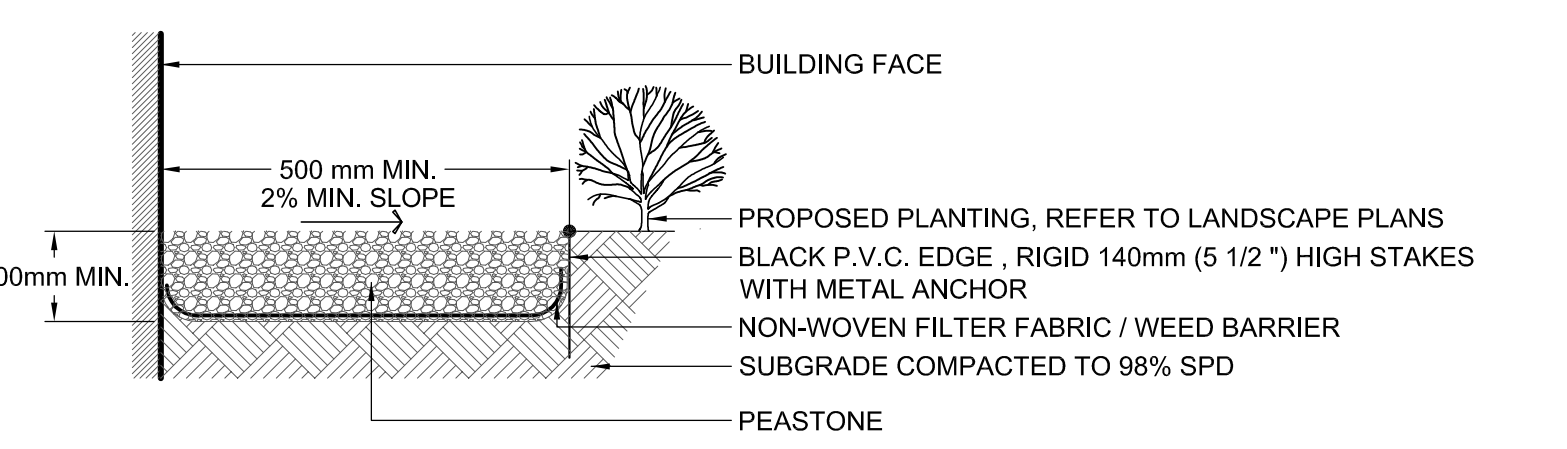 BUILDING FACE
500 mm MIN.
2% MIN. SLOPE
PROPOSED PLANTING, REFER TO LANDSCAPE PLANS
BLACK P.V.C. EDGE , RIGID 140mm (5 1/2 ") HIGH STAKES
WITH METAL ANCHOR
MIN.
NON-WOVEN FILTER FABRIC / WEED BARRIER
SUBGRADE COMPACTED TO 98% SPD
PEASTONE